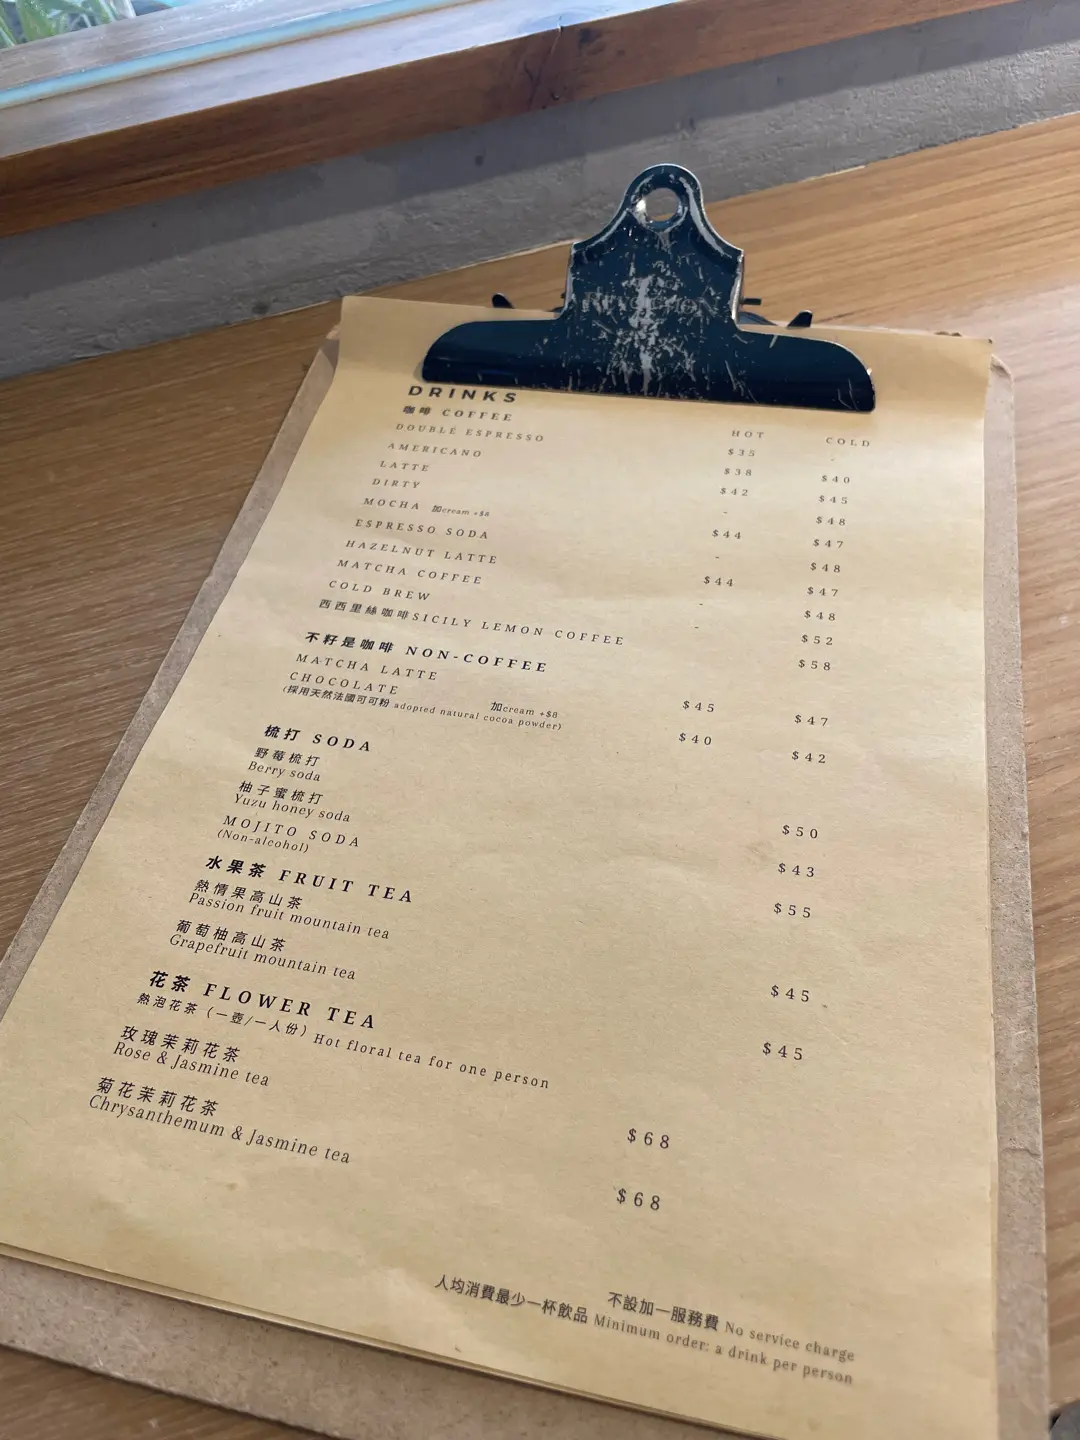 DRINKS
咖啡 COFFEE HOT COLD
DOUBLE ESPRESSO $35 -
AMERICANO $38 $40
LATTE $42 $45
DIRTY - $48
MOCHA 加cream +$8 $44 $47
ESPRESSO SODA - $48
HAZELNUT LATTE $44 $47
MATCHA COFFEE - $48
COLD BREW - $52
西西里絲咖啡SICILY LEMON COFFEE $58
不籽是咖啡 NON-COFFEE
MATCHA LATTE $45 $47
CHOCOLATE 加cream +$8 $40 $42
(採用天然法國可可粉 adopted natural cocoa powder)
梳打 SODA
野莓梳打
Berry soda $50
柚子蜜梳打
Yuzu honey soda $43
MOJITO SODA $55
(Non-alcohol)
水果茶 FRUIT TEA
熱情果高山茶
Passion fruit mountain tea $45
葡萄柚高山茶
Grapefruit mountain tea $45
花茶 FLOWER TEA
熱泡花茶（一壺/一人份）Hot floral tea for one person
玫瑰茉莉花茶
Rose & Jasmine tea $68
菊花茉莉花茶
Chrysanthemum & Jasmine tea $68
不設加一服務費 No service charge
人均消費最少一杯飲品 Minimum order: a drink per person